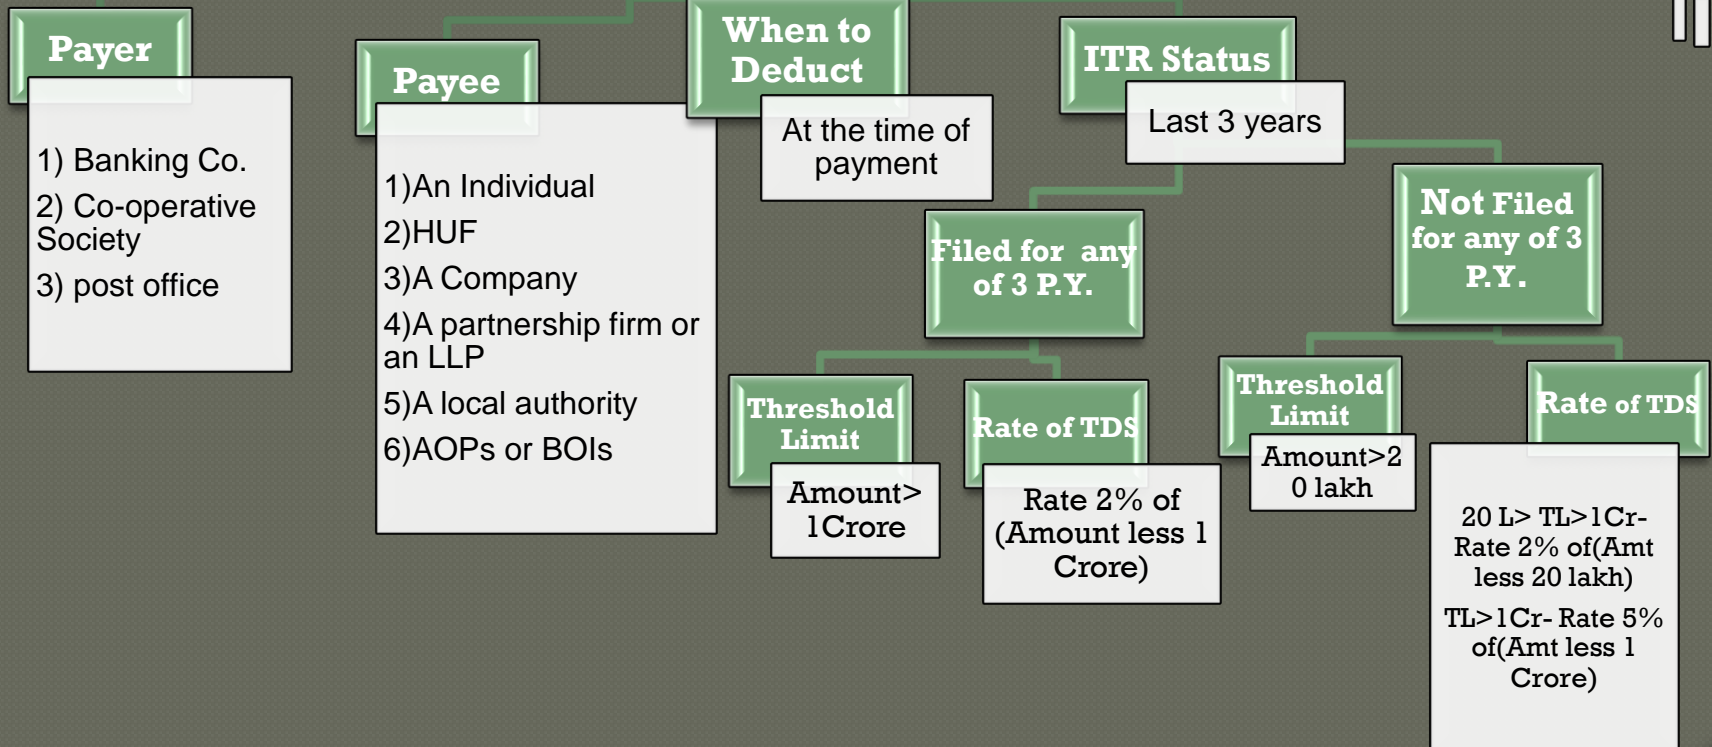 Payer
1) Banking Co.
2) Co-operative
Society
3) post office
Payee
1)An Individual
2)HUF
3)A Company
4)A partnership firm or
an LLP
5)A local authority
6)AOPs or BOIs
When to
Deduct
At the time of
payment
ITR Status
Last 3 years
Filed for any
of 3 P.Y.
Threshold
Limit
Amount>
1Crore
Rate of TDS
Rate 2% of
(Amount less 1
Crore)
Not Filed
for any of 3
P.Y.
Threshold
Limit
Amount>2
0 lakh
Rate of TDS
20 L> TL>1Cr-
Rate 2% of(Amt
less 20 lakh)
TL>1Cr- Rate 5%
of(Amt less 1
Crore)